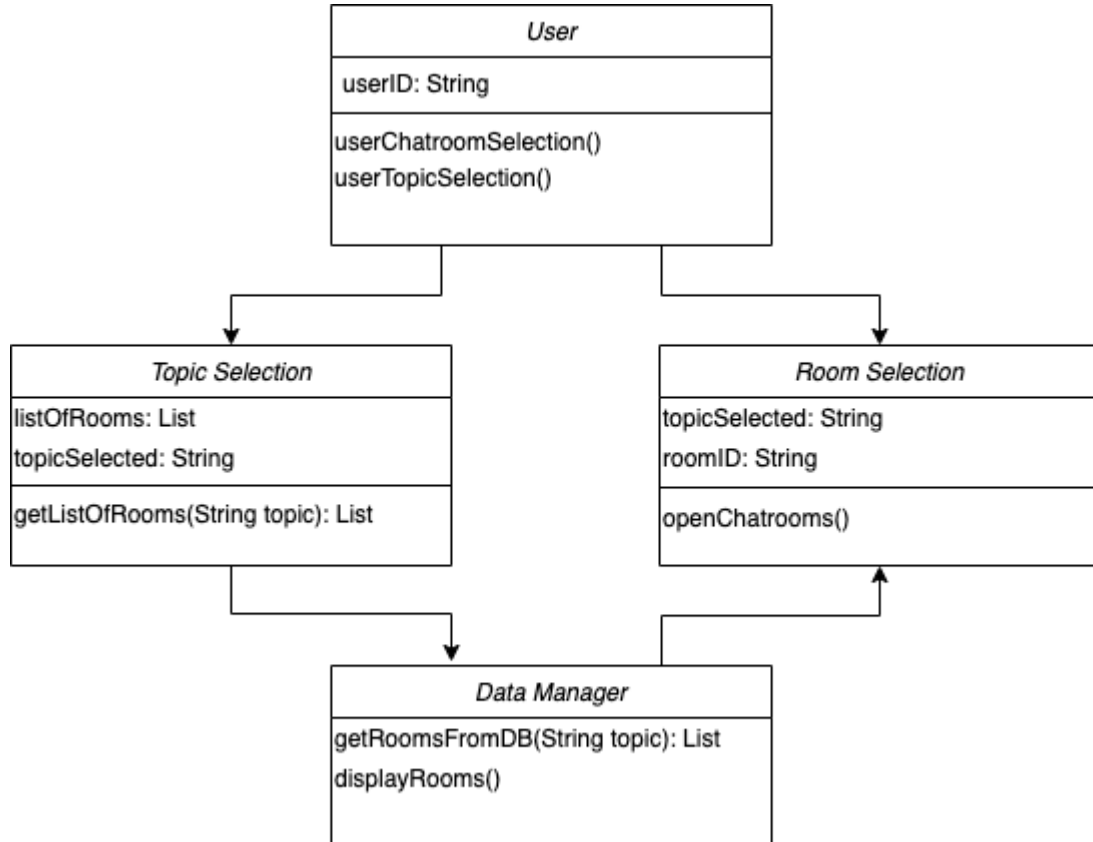 User
userID: String
userChatroomSelection()
userTopicSelection()
Topic Selection
listOfRooms: List
topicSelected: String
getListOfRooms(String topic): List
Room Selection
topicSelected: String
roomID: String
openChatrooms()
Data Manager
getRoomsFromDB(String topic): List
displayRooms()